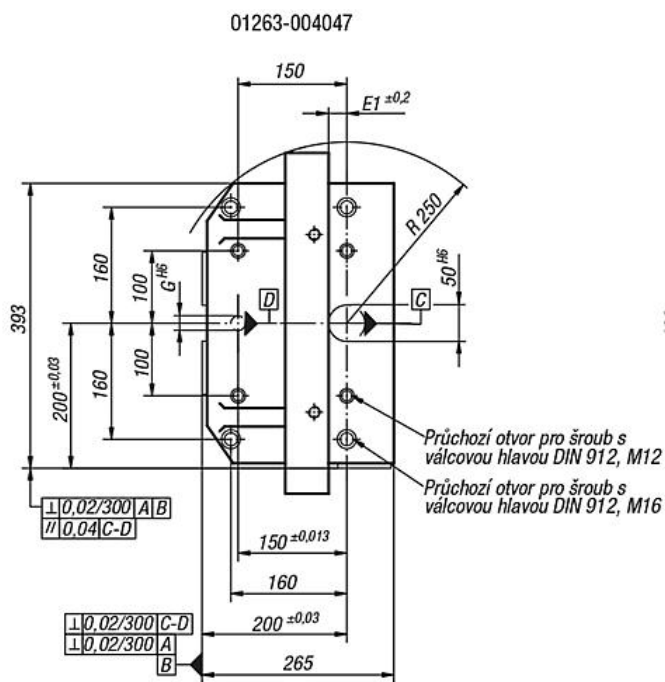 01263-004047
150
E1 ±0,2
R 250
160
100
G H6
D
C
50 H6
393
200 ±0,03
100
160
Průchozí otvor pro šroub s
válcovou hlavou DIN 912, M12
Průchozí otvor pro šroub s
válcovou hlavou DIN 912, M16
⊥ 0,02/300 A B
// 0,04 C-D
150 ±0,013
160
200 ±0,03
⊥ 0,02/300 C-D
⊥ 0,02/300 A
B
265